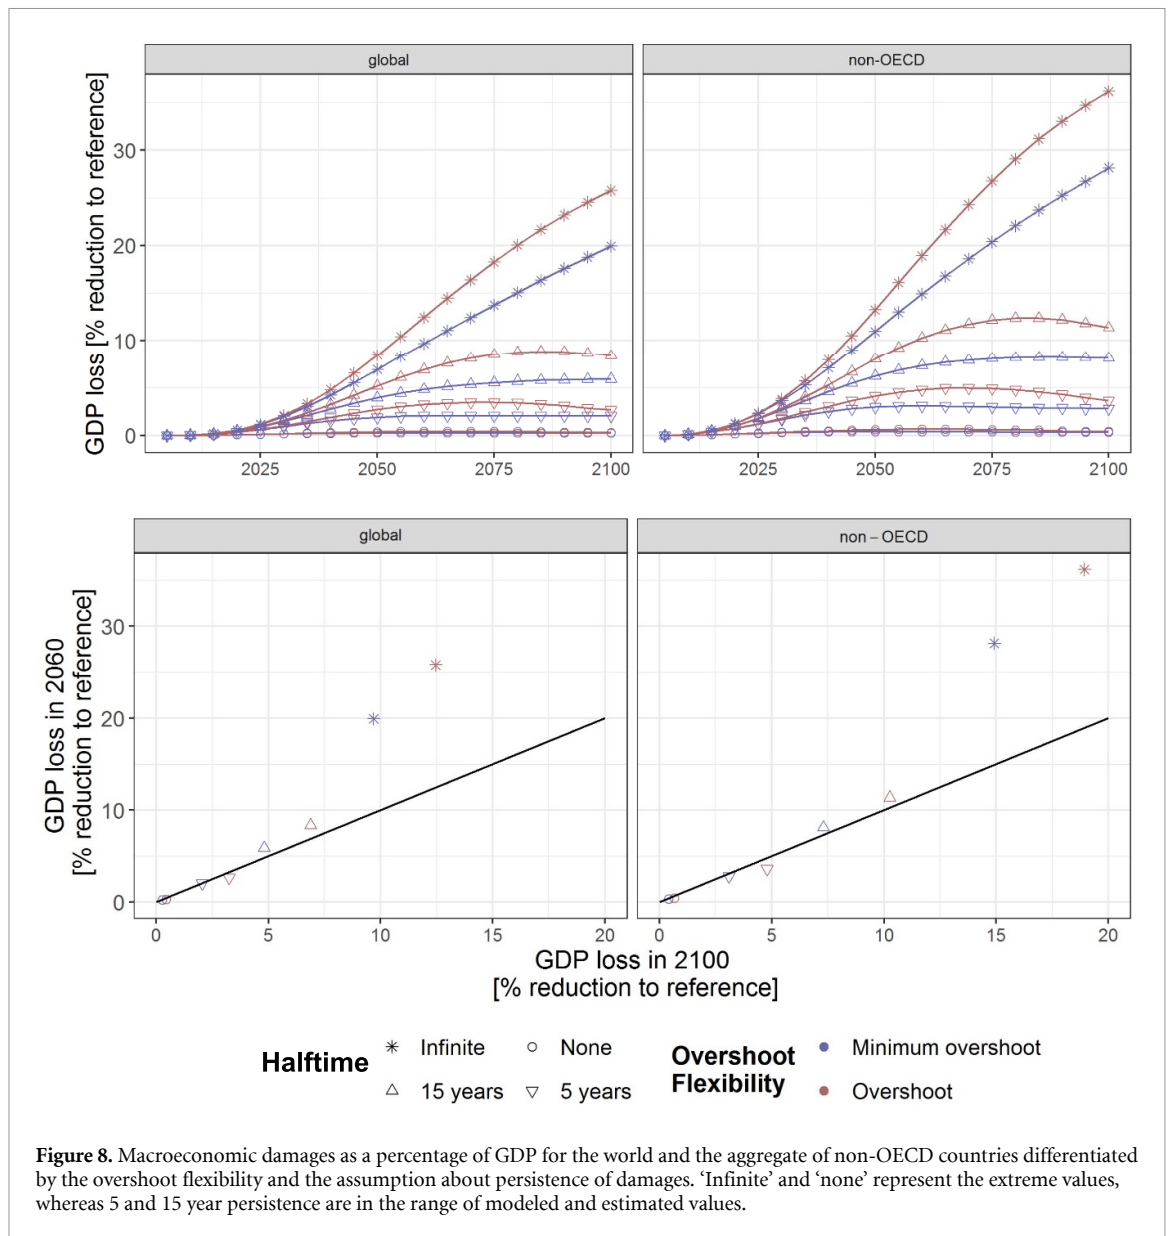 global
non-OECD
GDP loss [% reduction to reference]
30
20
10
0
2025
2050
2075
2100
2025
2050
2075
2100
global
non – OECD
GDP loss in 2060
[% reduction to reference]
30
20
10
0
0
5
10
15
20
0
5
10
15
20
GDP loss in 2100
[% reduction to reference]
Halftime
Infinite
None
15 years
5 years
Overshoot
Flexibility
Minimum overshoot
Overshoot
Figure 8. Macroeconomic damages as a percentage of GDP for the world and the aggregate of non-OECD countries differentiated
by the overshoot flexibility and the assumption about persistence of damages. ‘Infinite’ and ‘none’ represent the extreme values,
whereas 5 and 15 year persistence are in the range of modeled and estimated values.